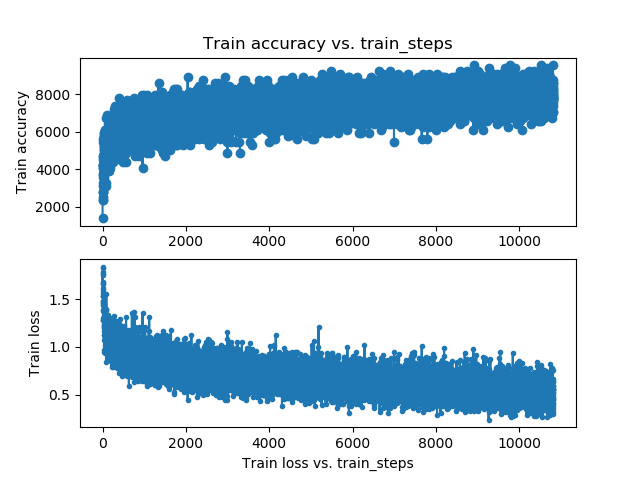 Train accuracy vs. train_steps
Train accuracy
8000
6000
4000
2000
0 2000 4000 6000 8000 10000
Train loss
1.5
1.0
0.5
0 2000 4000 6000 8000 10000
Train loss vs. train_steps